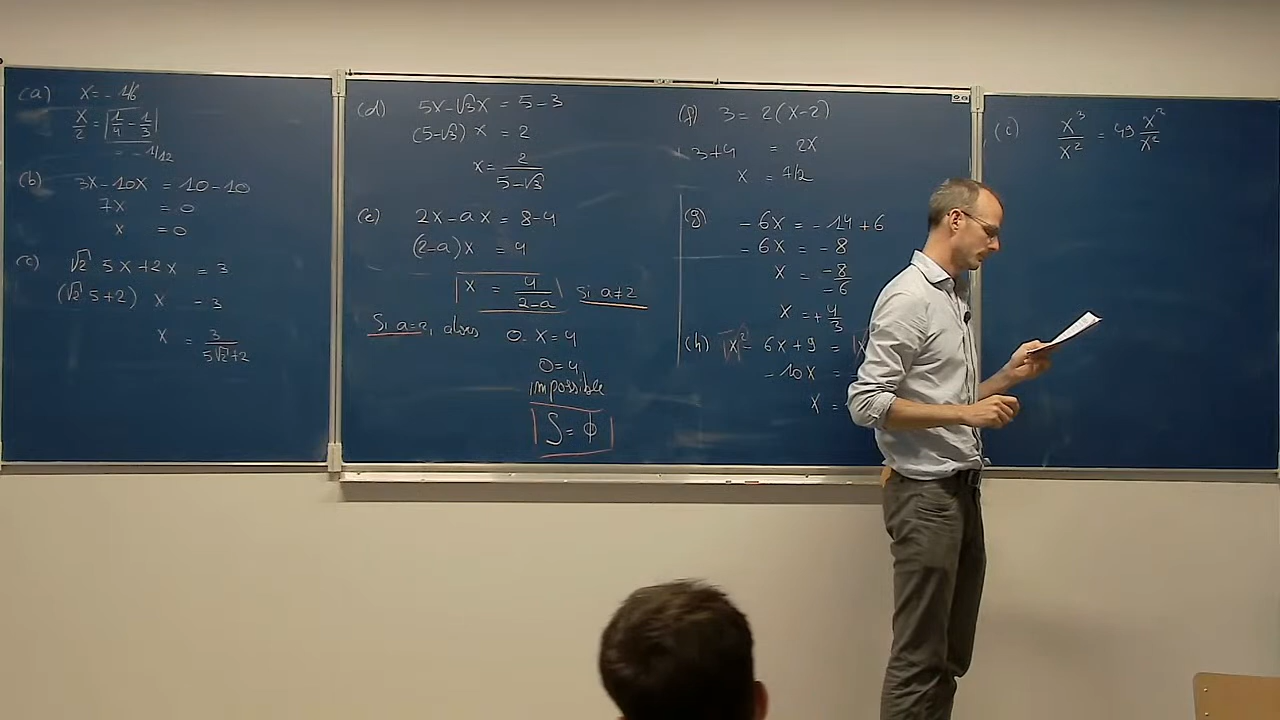 (a) x = - 1/6
x/2 = |1/4 - 1/3|
= - 1/12
(b) 3x-10x = 10-10
7x = 0
x = 0
(c) √2 5x+2x = 3
(√2 5+2) x = 3
x = 3/(5√2+2)
(d) 5x-√3x = 5-3
(5-√3) x = 2
x = 2/(5-√3)
(e) 2x-ax = 8-4
(2-a)x = 4
x = 4/(2-a) si a≠2
Si a=2, alors 0·x=4
0=4
impossible
S=∅
(f) 3 = 2(x-2)
+3+4 = 2x
x = 7/2
(g) -6x = -14+6
-6x = -8
x = -8/-6
x = +4/3
(h) x² - 6x+9 =
-10x =
x =
(i) x³/x² = 49 x²/x²